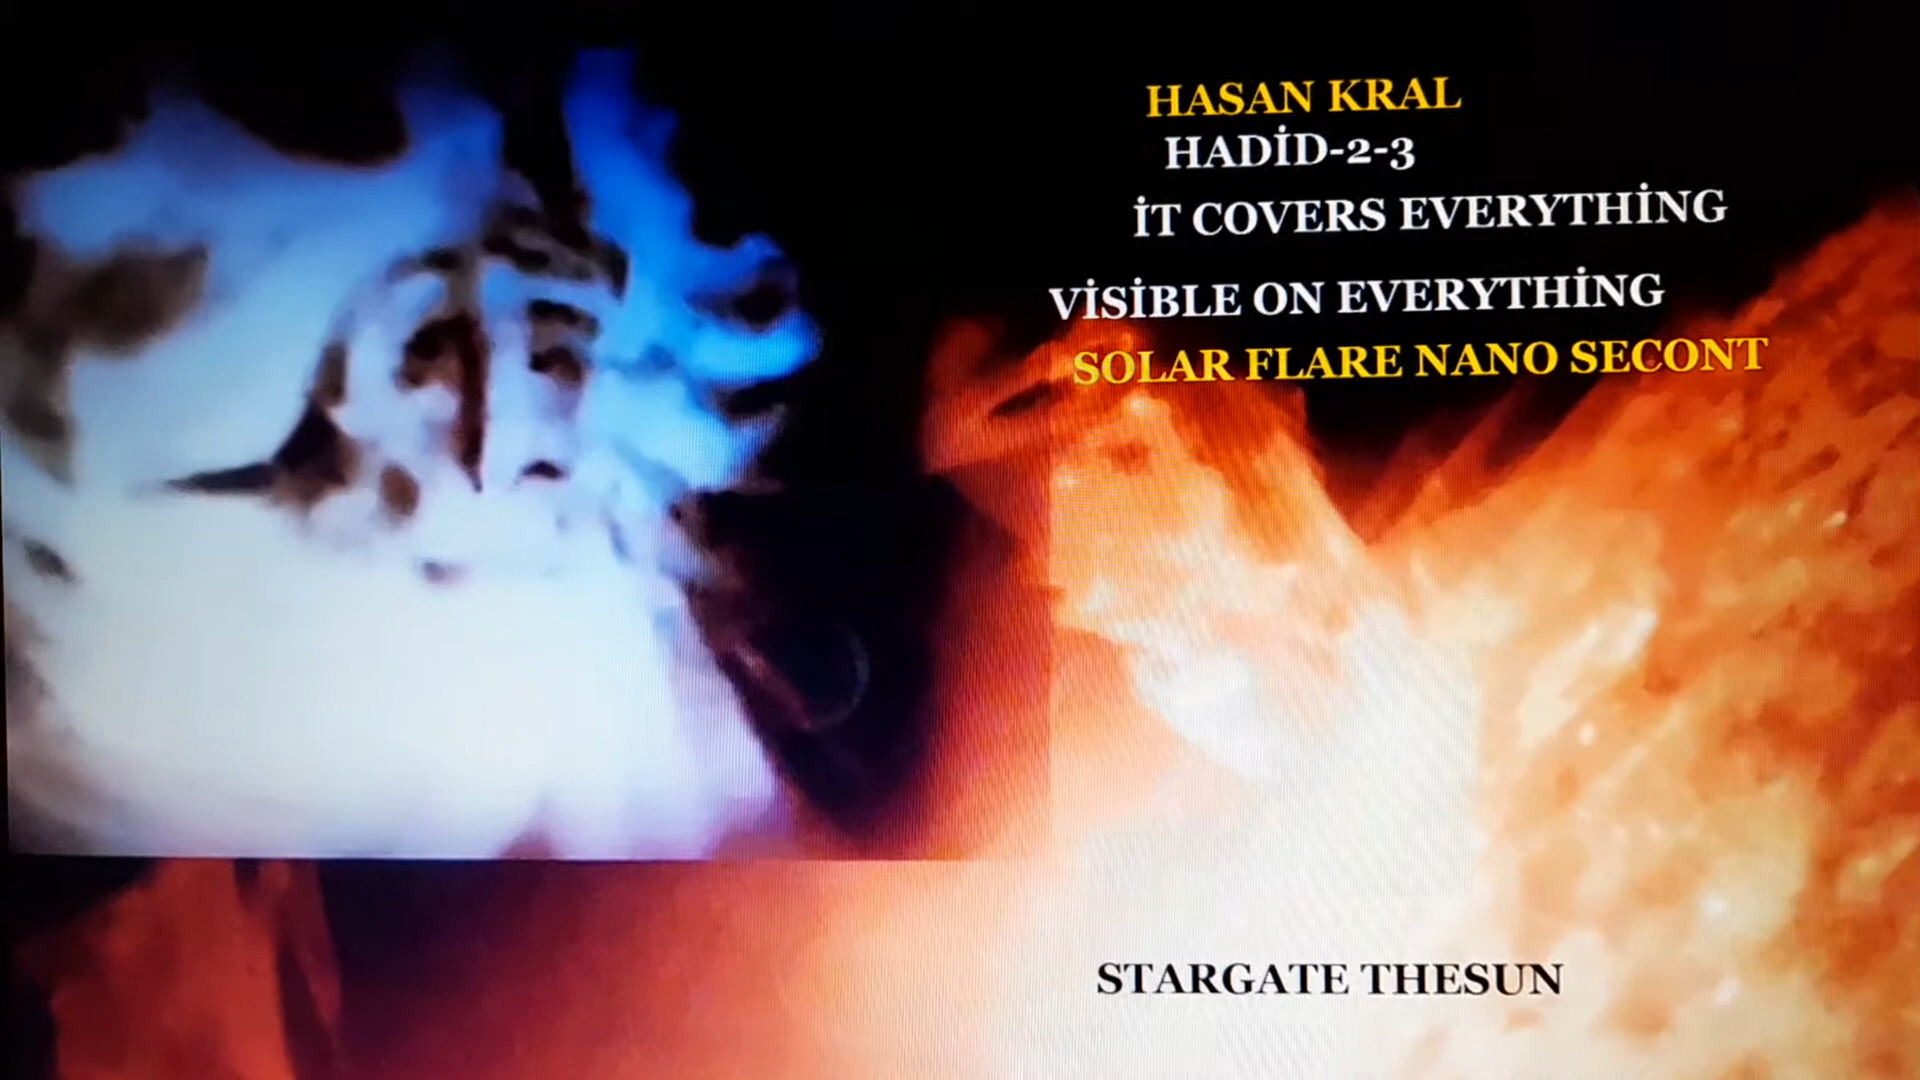 HASAN KRAL
HADİD-2-3
İT COVERS EVERYTHİNG
VİSİBLE ON EVERYTHİNG
SOLAR FLARE NANO SECONT
STARGATE THESUN